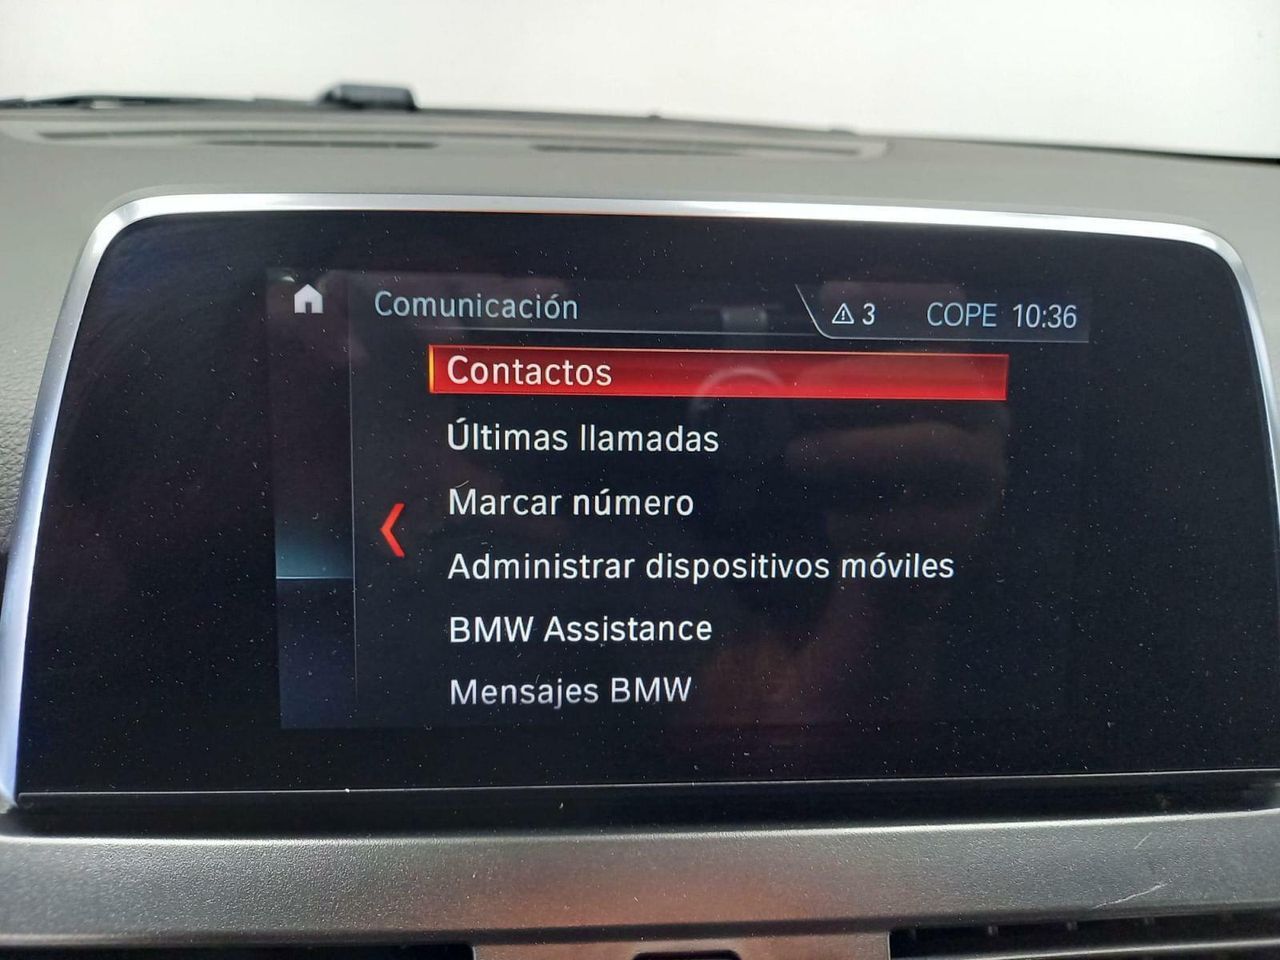 Comunicación
3
COPE 10:36
Contactos
Últimas llamadas
Marcar número
Administrar dispositivos móviles
BMW Assistance
Mensajes BMW